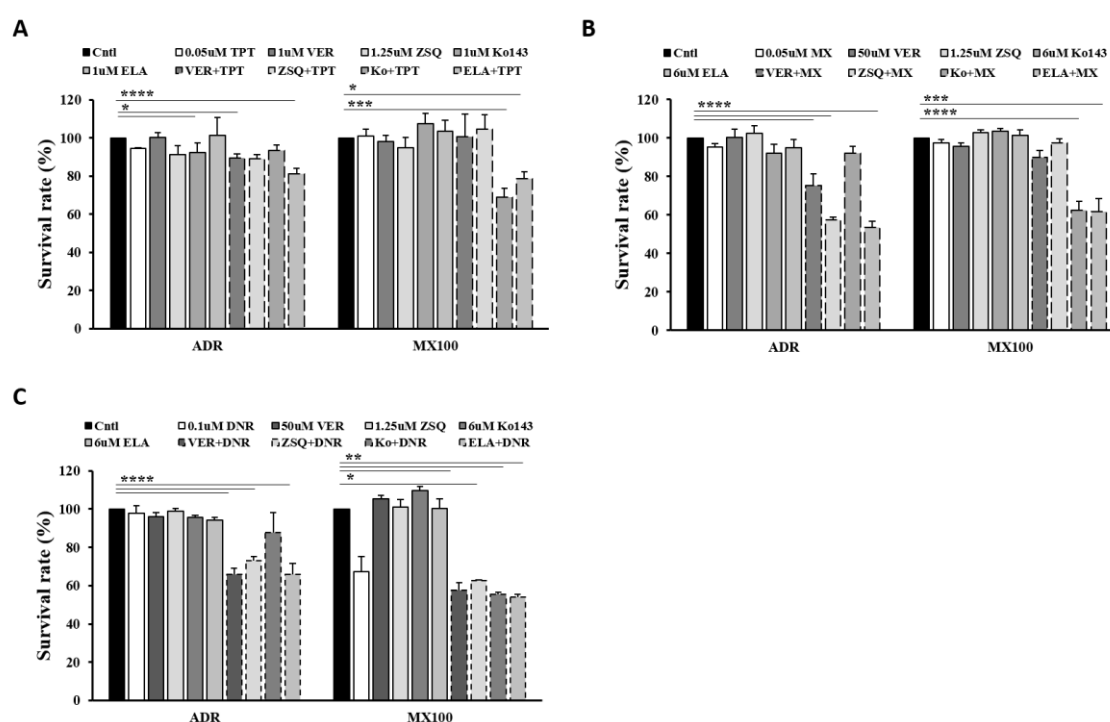 A
Cntl 0.05uM TPT 1uM VER 1.25uM ZSQ 1uM Ko143
1uM ELA VER+TPT ZSQ+TPT Ko+TPT ELA+TPT
Survival rate (%)
120
100
80
60
40
20
0
****
*
*
***
ADR MX100
B
Cntl 0.05uM MX 50uM VER 1.25uM ZSQ 6uM Ko143
6uM ELA VER+MX ZSQ+MX Ko+MX ELA+MX
Survival rate (%)
120
100
80
60
40
20
0
****
***
****
ADR MX100
C
Cntl 0.1uM DNR 50uM VER 1.25uM ZSQ 6uM Ko143
6uM ELA VER+DNR ZSQ+DNR Ko+DNR ELA+DNR
Survival rate (%)
120
100
80
60
40
20
0
****
**
*
ADR MX100